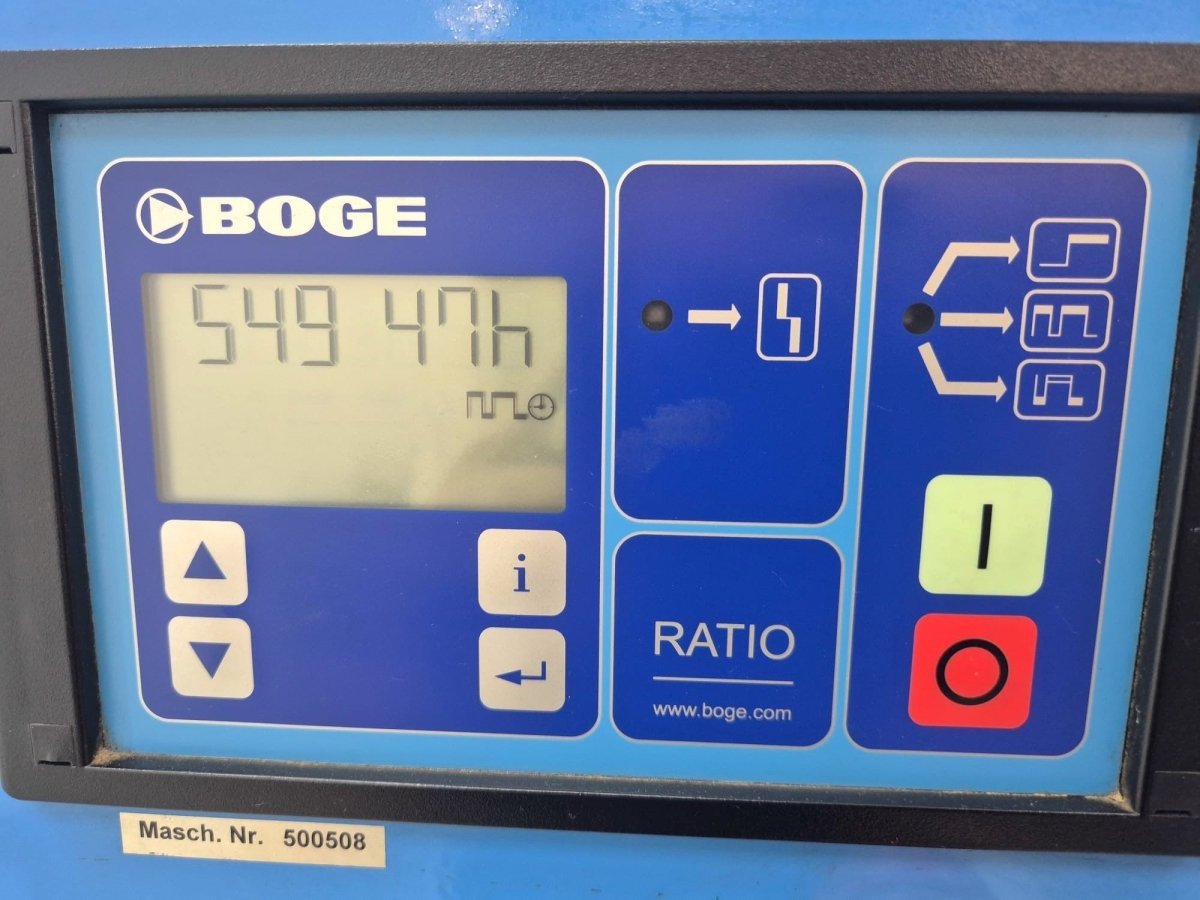 BOGE
549 47h
i
RATIO
www.boge.com
Masch. Nr. 500508